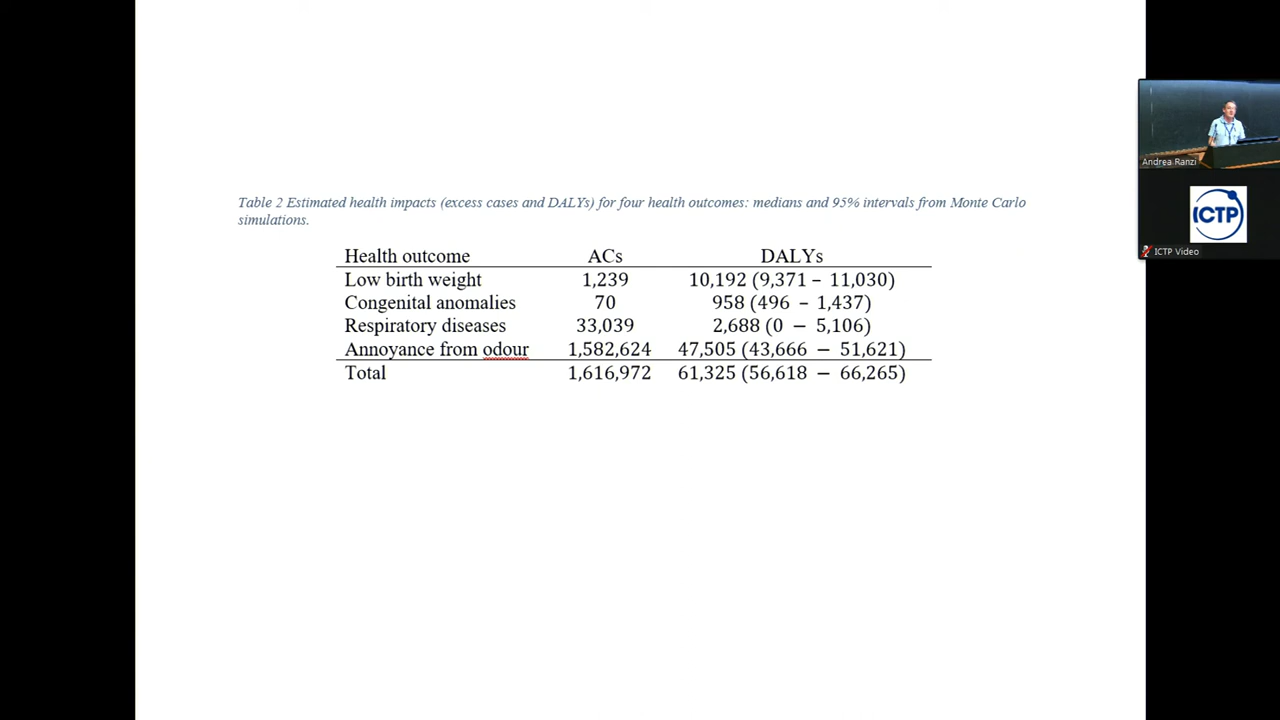 Table 2 Estimated health impacts (excess cases and DALYs) for four health outcomes: medians and 95% intervals from Monte Carlo
simulations.
Health outcome ACs DALYs
Low birth weight 1,239 10,192 (9,371 – 11,030)
Congenital anomalies 70 958 (496 – 1,437)
Respiratory diseases 33,039 2,688 (0 – 5,106)
Annoyance from odour 1,582,624 47,505 (43,666 – 51,621)
Total 1,616,972 61,325 (56,618 – 66,265)
Andrea Ranzi
ICTP
ICTP Video